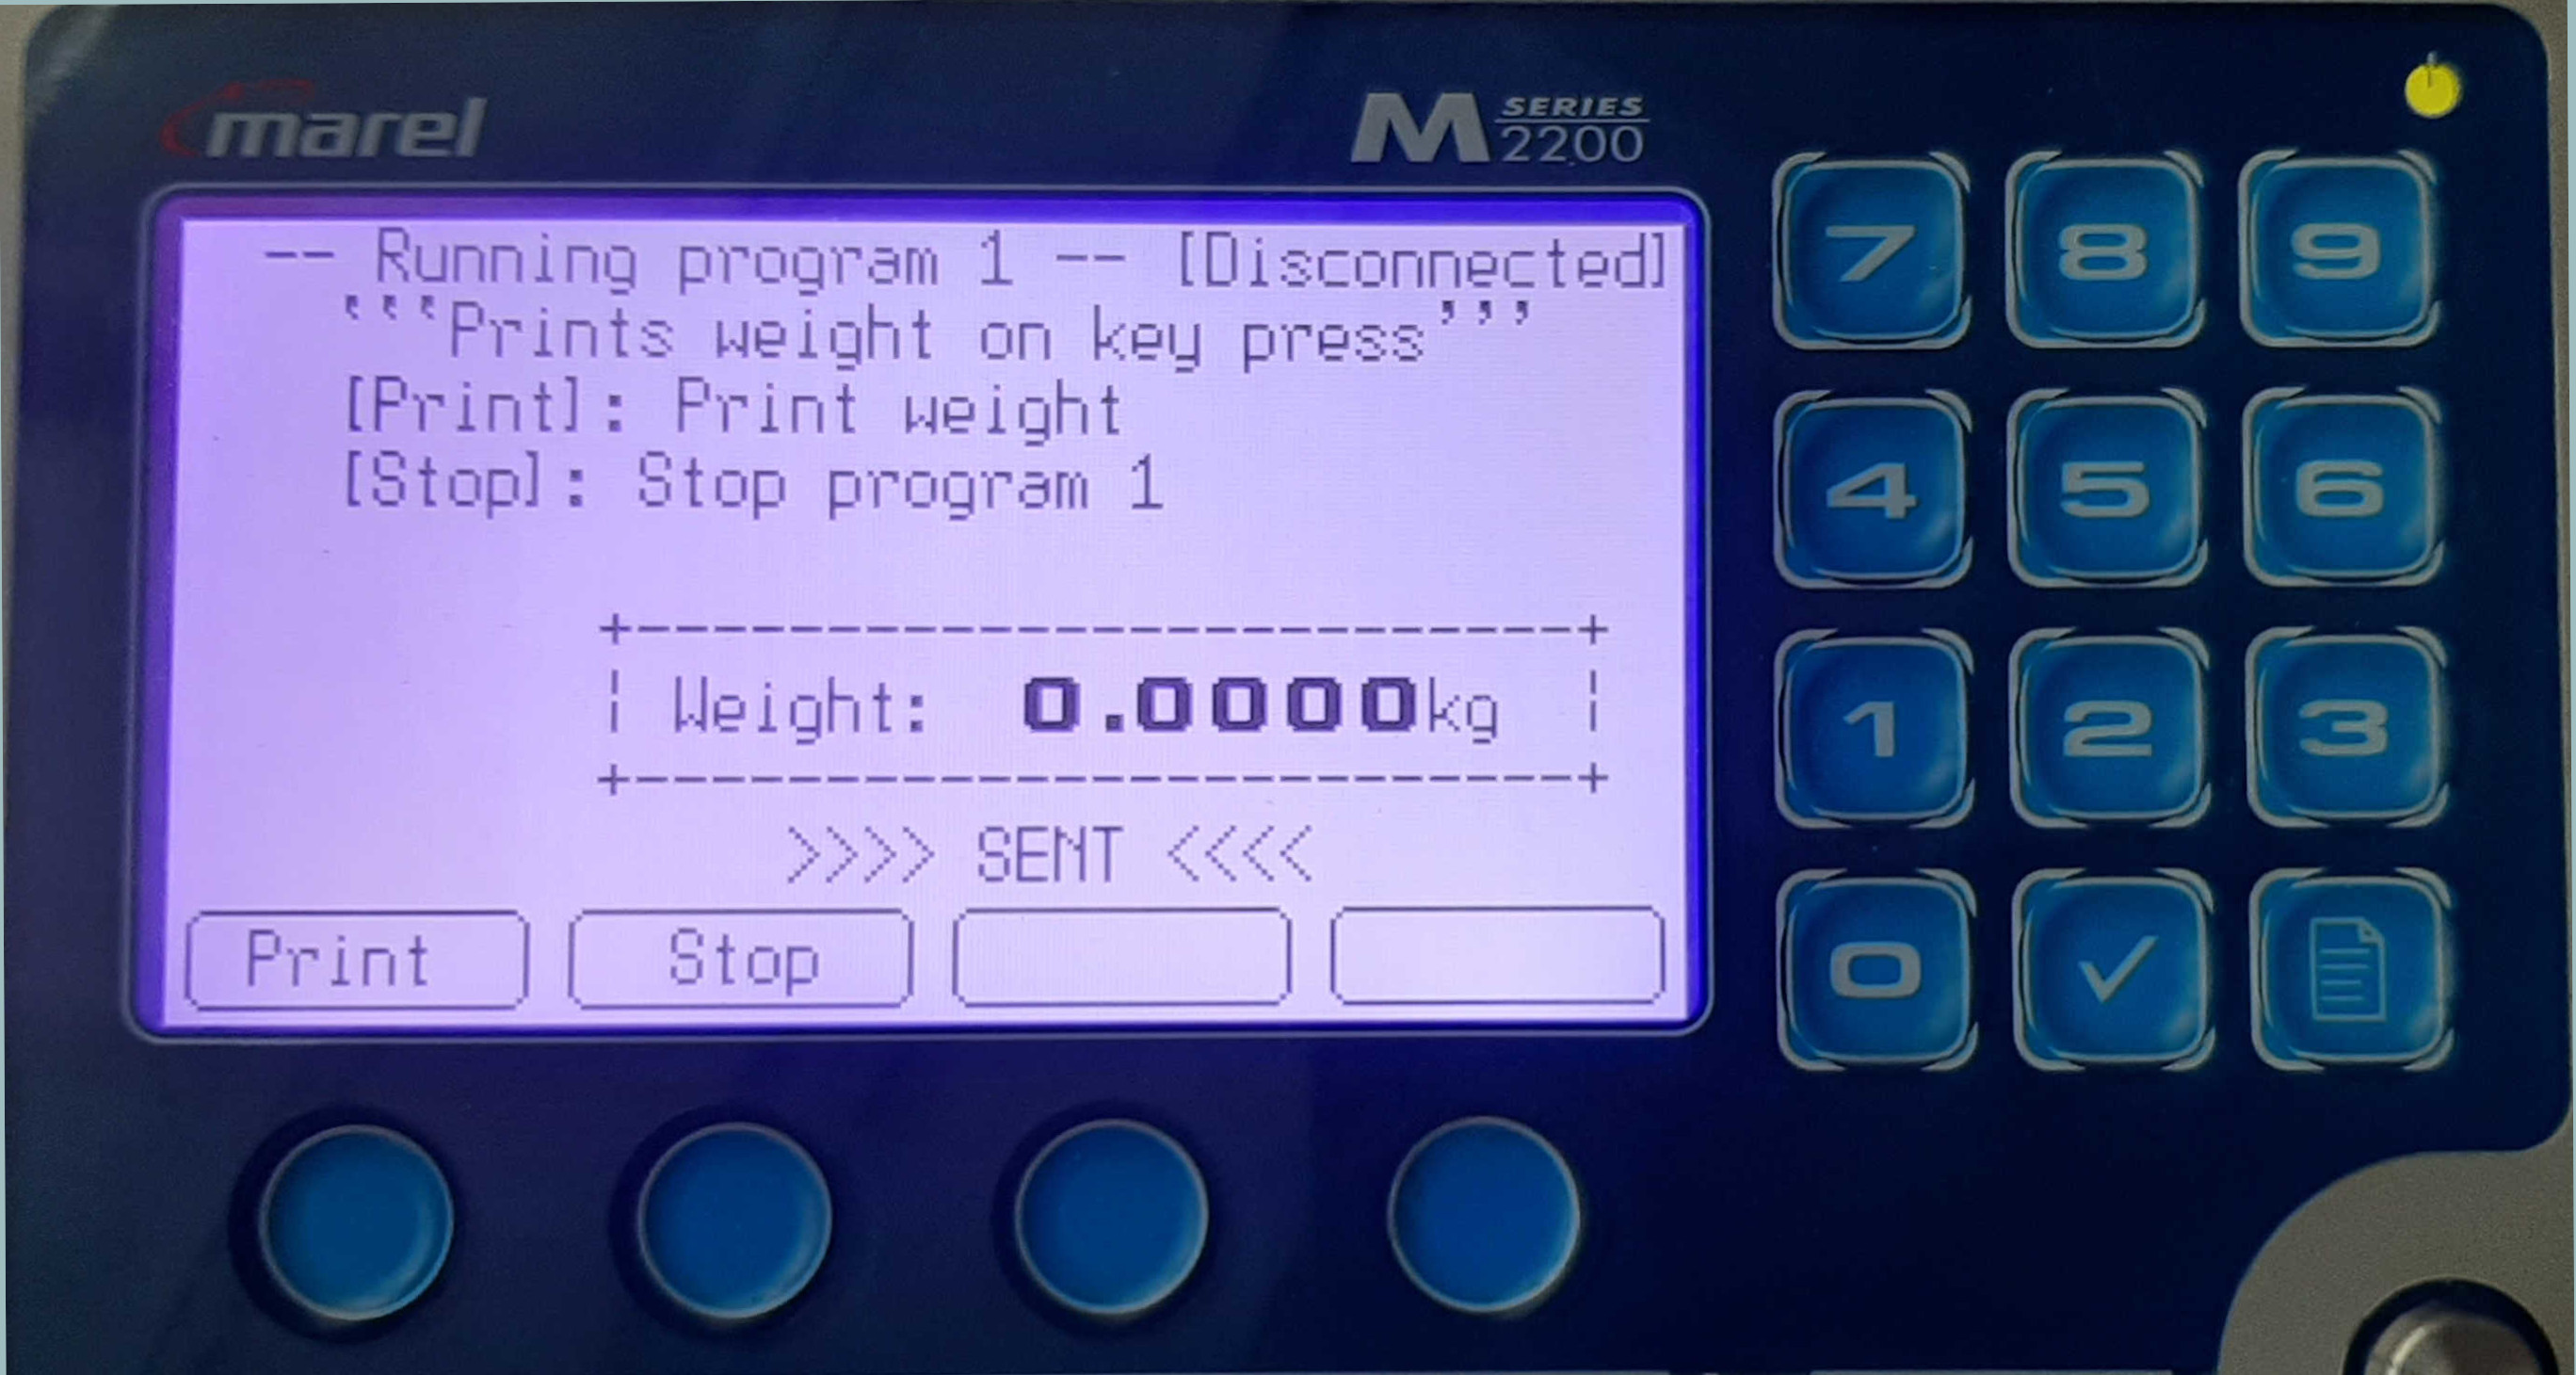 marel
M SERIES 2200
-- Running program 1 -- [Disconnected]
‘‘‘Prints weight on key press’’’
[Print]: Print weight
[Stop]: Stop program 1
+--------------------------+
¦ Weight: 0.0000kg ¦
+--------------------------+
>>>> SENT <<<<
Print Stop
7 8 9
4 5 6
1 2 3
0